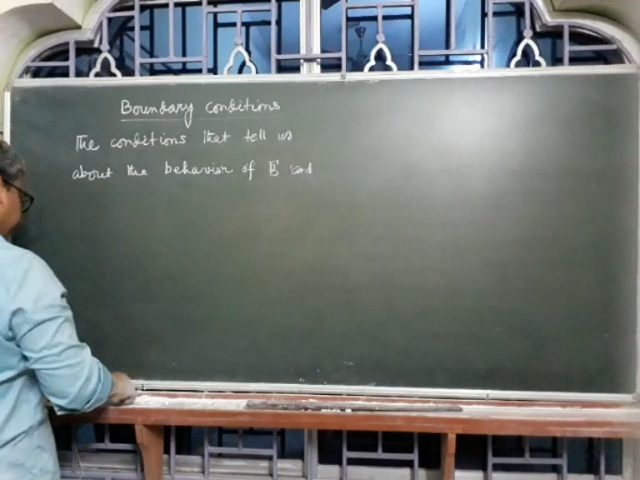 Boundary conditions
The conditions that tell us
about the behavior of E⃗ and